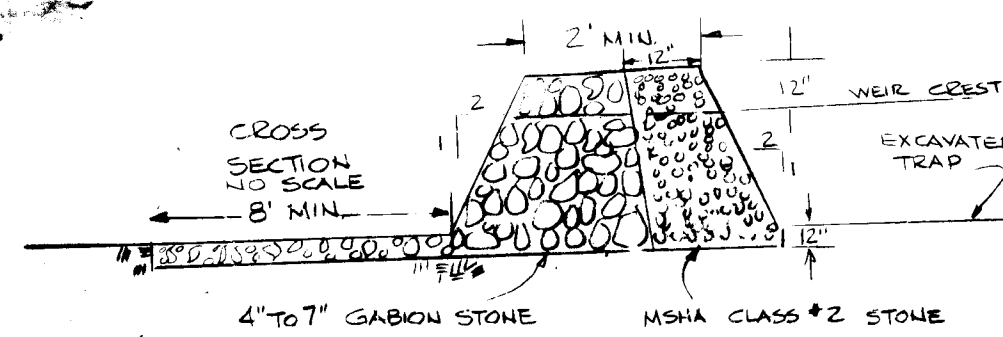 2' MIN.
12"
12"
WEIR CREST
2
1
2
1
CROSS
SECTION
NO SCALE
8' MIN.
EXCAVATED
TRAP
12"
4" TO 7" GABION STONE
MSHA CLASS #2 STONE